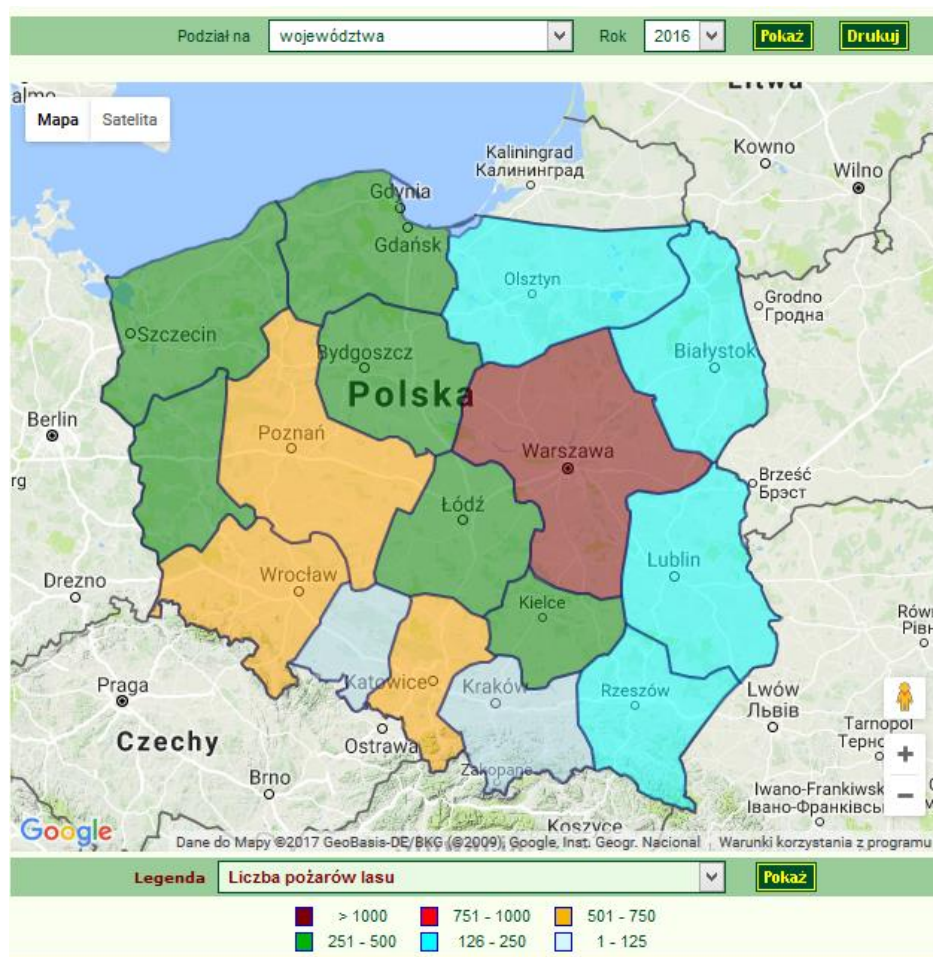 Podział na województwa Rok 2016 Pokaż Drukuj
Litwa
Mapa Satelita
Kowno
Kaliningrad
Калининград
Wilno
Gdynia
Gdańsk
Olsztyn
Grodno
Гродна
Szczecin
Bydgoszcz
Białystok
Polska
Berlin
Poznań
Warszawa
Brześć
Брэст
Łódź
Drezno
Wrocław
Lublin
Kielce
Praga
Katowice
Kraków
Rzeszów
Lwów
Львів
Tarnopol
Czechy
Ostrawa
Zakopane
+
Brno
Iwano-Frankiwsk
−
Koszyce
Google
Dane do Mapy ©2017 GeoBasis-DE/BKG (©2009), Google, Inst. Geogr. Nacional Warunki korzystania z programu
Legenda Liczba pożarów lasu Pokaż
> 1000 751 - 1000 501 - 750
251 - 500 126 - 250 1 - 125